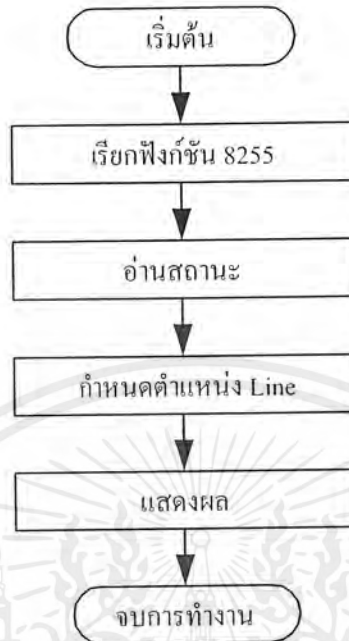 เริ่มต้น
เรียกฟังก์ชัน 8255
อ่านสถานะ
กำหนดตำแหน่ง Line
แสดงผล
จบการทำงาน